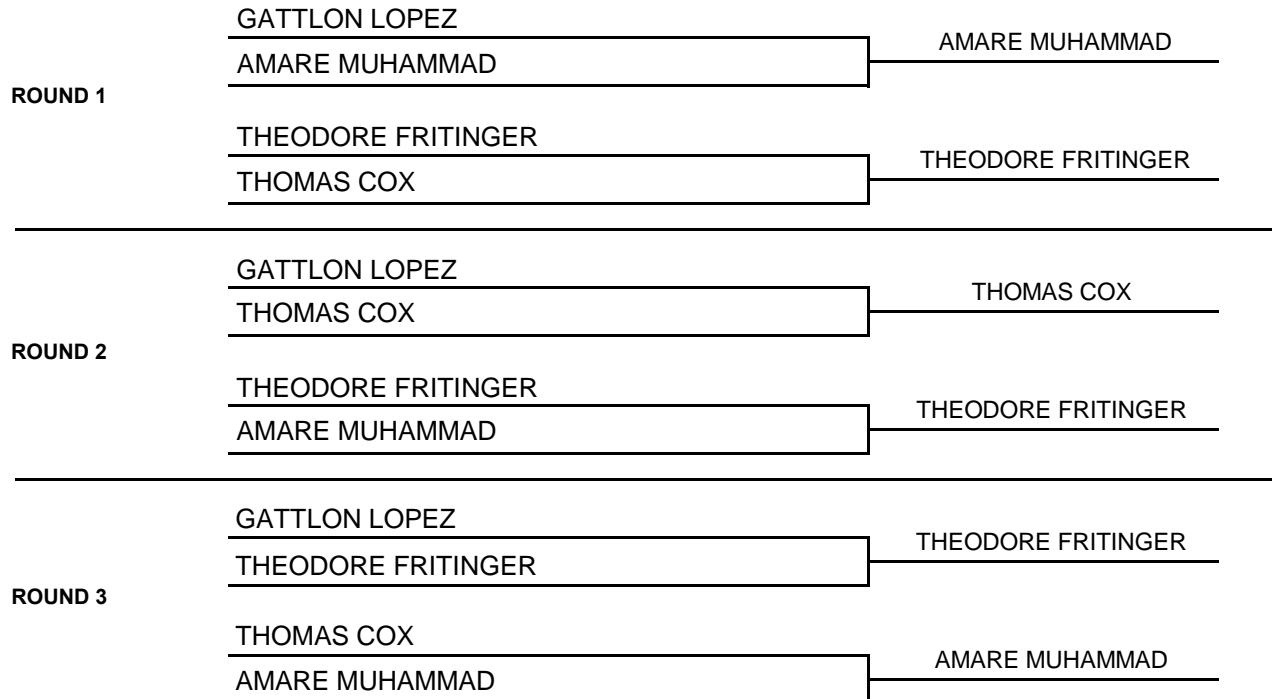 GATTLON LOPEZ
AMARE MUHAMMAD
AMARE MUHAMMAD
ROUND 1
THEODORE FRITINGER
THEODORE FRITINGER
THOMAS COX
GATTLON LOPEZ
THOMAS COX
THOMAS COX
ROUND 2
THEODORE FRITINGER
THEODORE FRITINGER
AMARE MUHAMMAD
GATTLON LOPEZ
THEODORE FRITINGER
THEODORE FRITINGER
ROUND 3
THOMAS COX
AMARE MUHAMMAD
AMARE MUHAMMAD